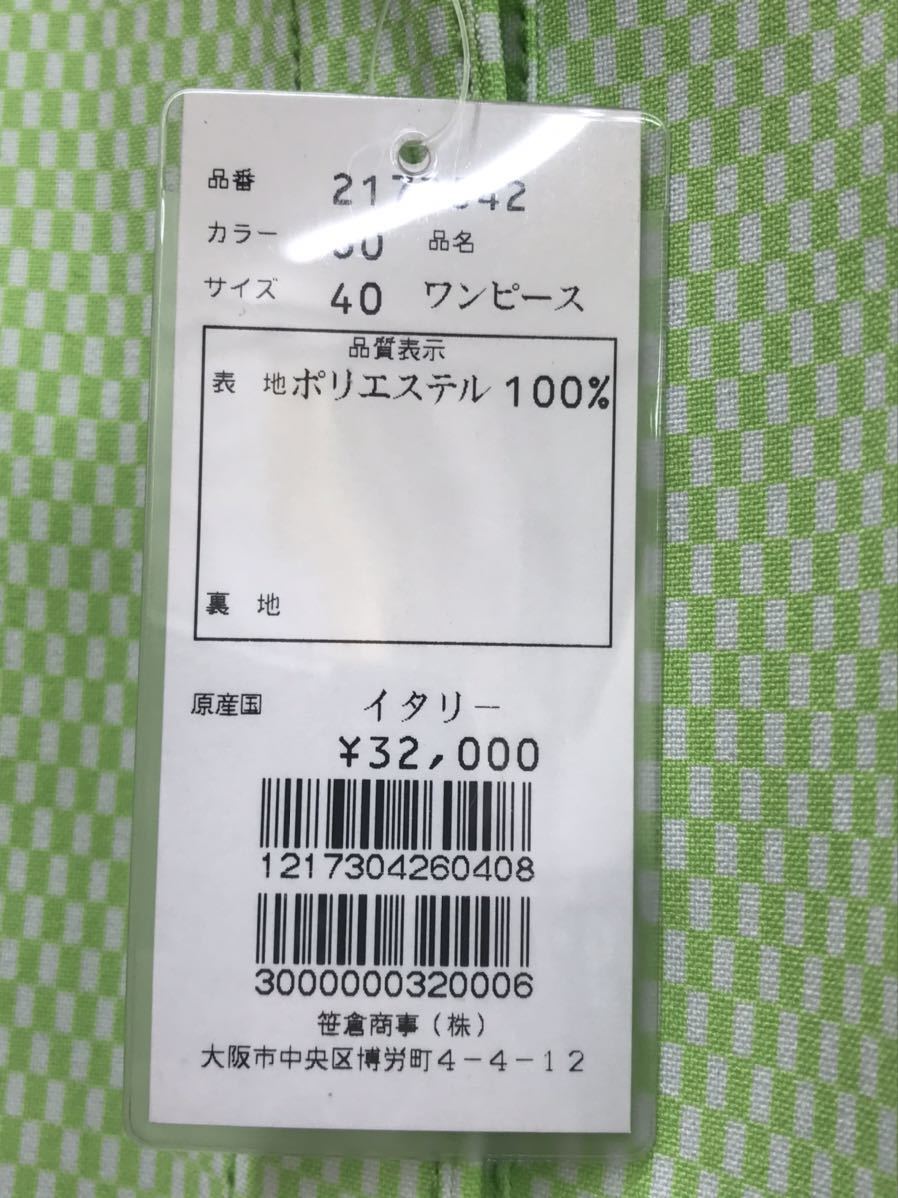 品番 2173042
カラー 60 品名
サイズ 40 ワンピース
品質表示
表 地 ポリエステル 100%
裏 地
原産国 イタリー
¥32,000
1217304260408
3000000320006
笹倉商事(株)
大阪市中央区博労町4-4-12